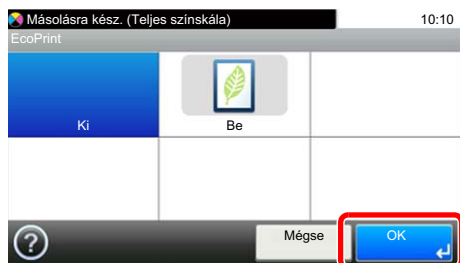 Másolásra kész. (Teljes színskála) 10:10
EcoPrint
Ki Be
? Mégse OK